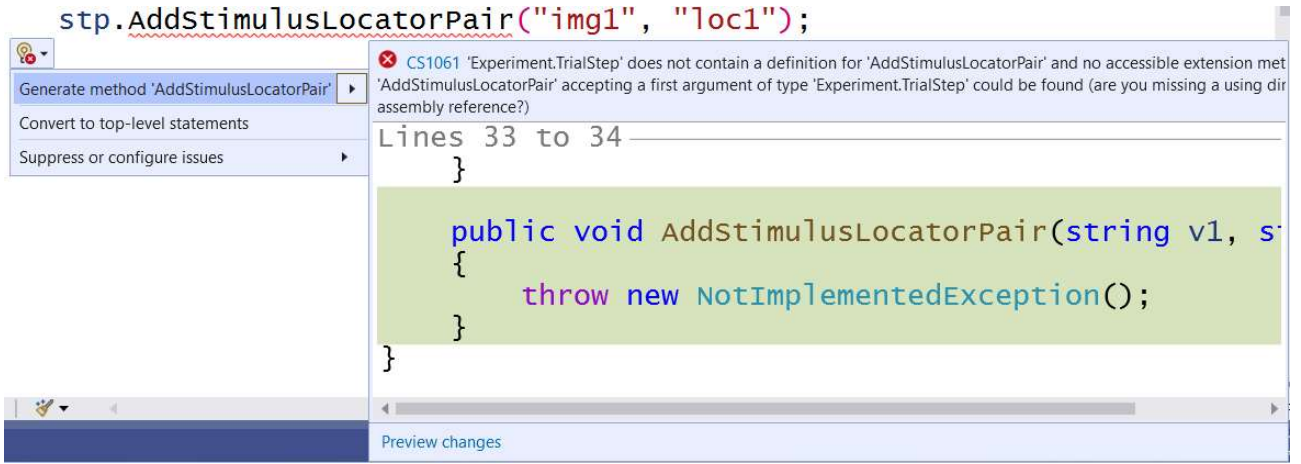 stp.AddStimulusLocatorPair("img1", "loc1");
Generate method 'AddStimulusLocatorPair'
Convert to top-level statements
Suppress or configure issues
CS1061 'Experiment.TrialStep' does not contain a definition for 'AddStimulusLocatorPair' and no accessible extension met
'AddStimulusLocatorPair' accepting a first argument of type 'Experiment.TrialStep' could be found (are you missing a using dir
assembly reference?)
Lines 33 to 34
}
public void AddStimulusLocatorPair(string v1, s
{
throw new NotImplementedException();
}
}
Preview changes